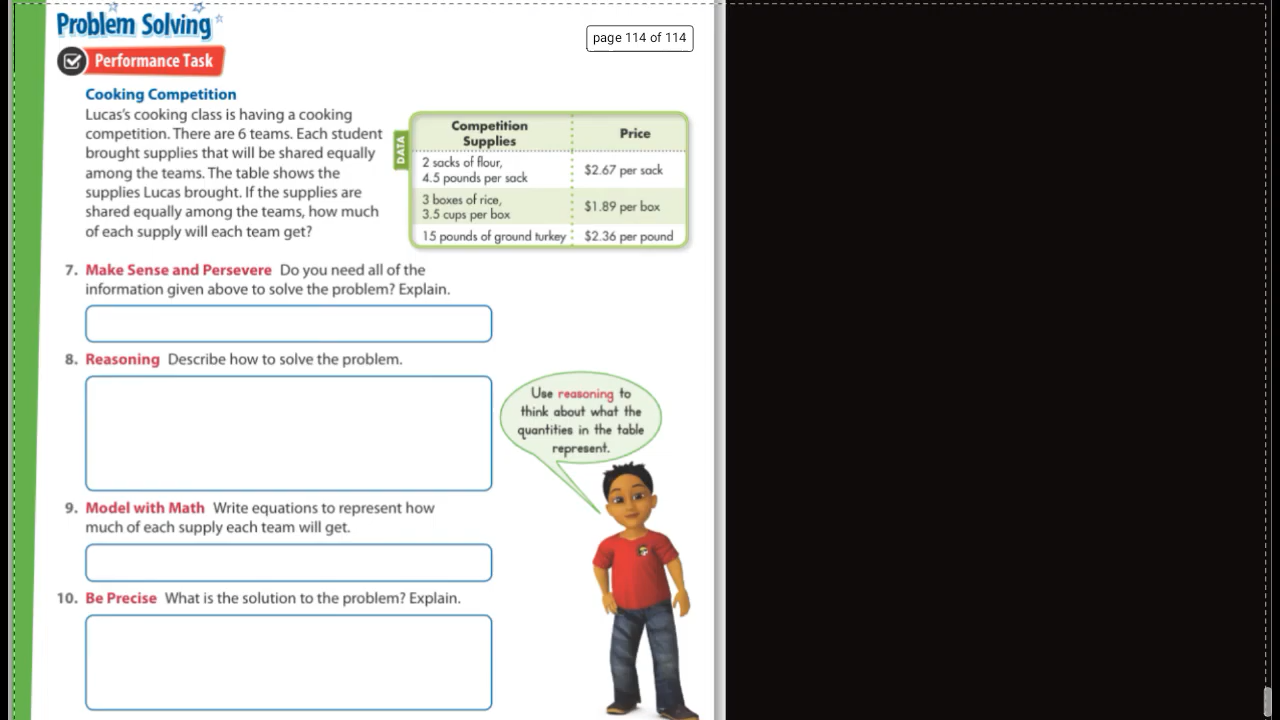 Problem Solving
page 114 of 114
Performance Task
Cooking Competition
Lucas's cooking class is having a cooking
competition. There are 6 teams. Each student
brought supplies that will be shared equally
among the teams. The table shows the
supplies Lucas brought. If the supplies are
shared equally among the teams, how much
of each supply will each team get?
DATA
Competition
Supplies
Price
2 sacks of flour,
4.5 pounds per sack
$2.67 per sack
3 boxes of rice,
3.5 cups per box
$1.89 per box
15 pounds of ground turkey
$2.36 per pound
7. Make Sense and Persevere Do you need all of the
information given above to solve the problem? Explain.
8. Reasoning Describe how to solve the problem.
Use reasoning to
think about what the
quantities in the table
represent.
9. Model with Math Write equations to represent how
much of each supply each team will get.
10. Be Precise What is the solution to the problem? Explain.